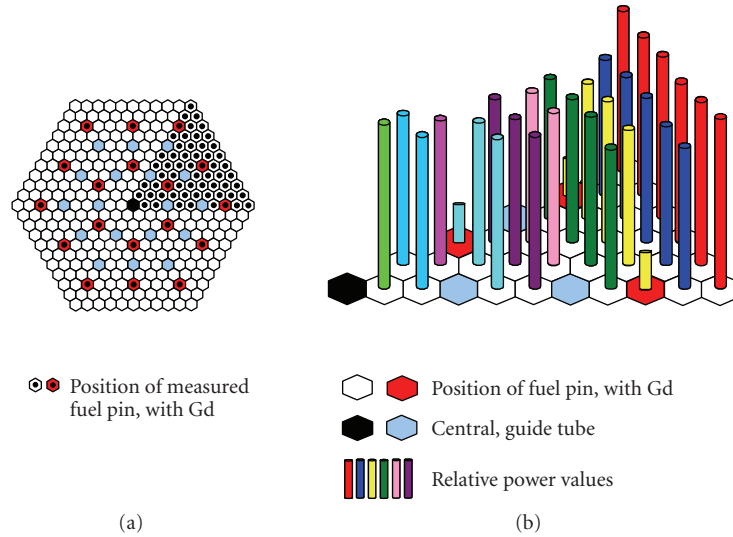 Position of measured
fuel pin, with Gd
(a)
Position of fuel pin, with Gd
Central, guide tube
Relative power values
(b)